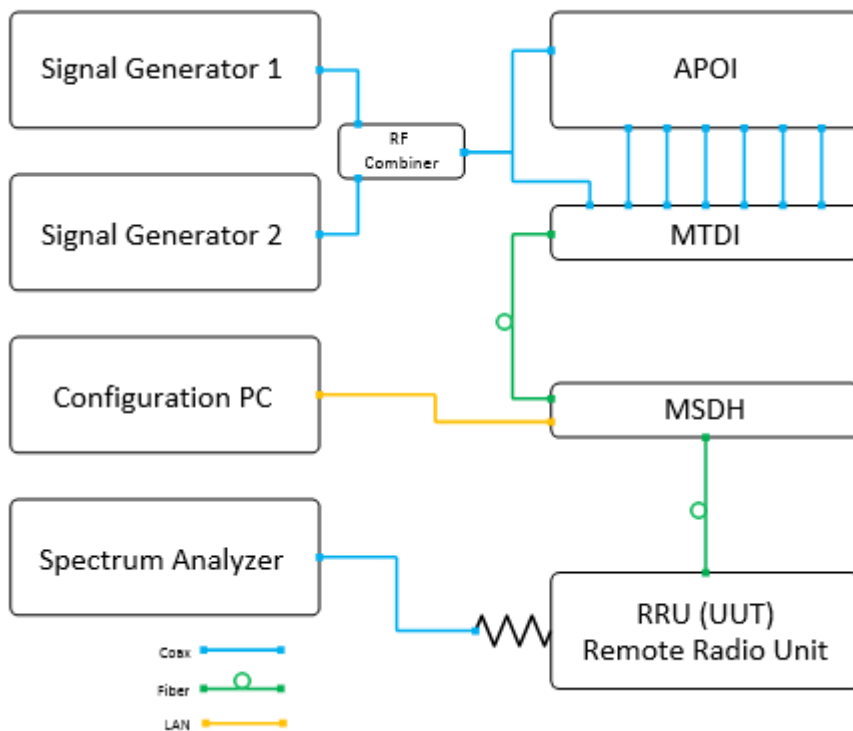 Signal Generator 1
APOI
RF
Combiner
Signal Generator 2
MTDI
Configuration PC
MSDH
Spectrum Analyzer
RRU (UUT)
Remote Radio Unit
Coax
Fiber
LAN